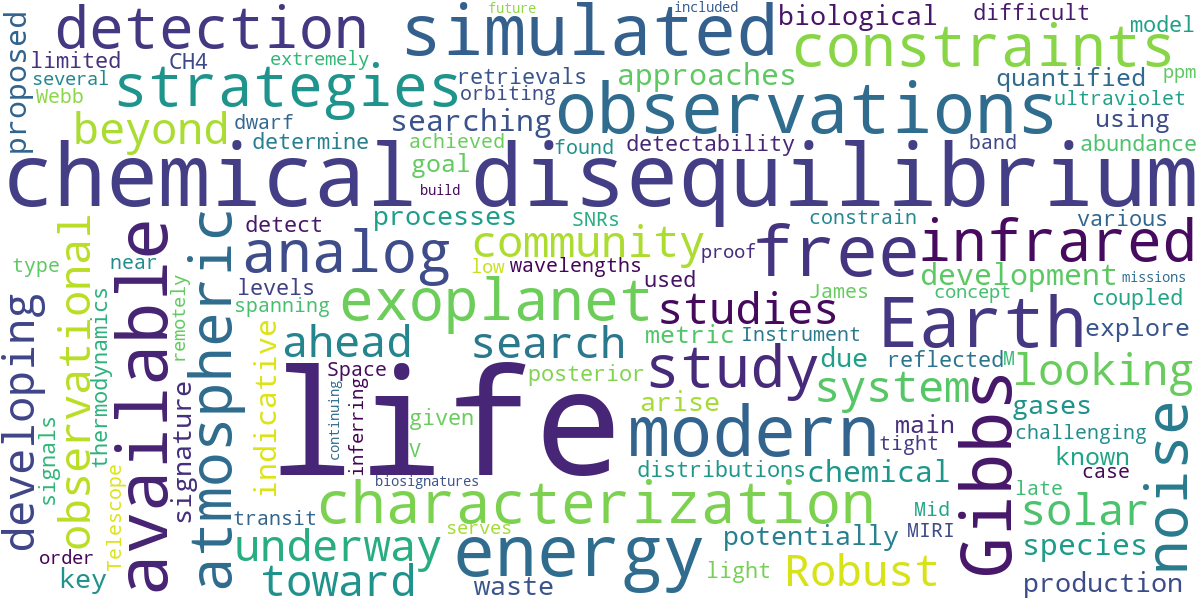 future
included
detection
simulated
biological
difficult
model
proposed
limited
CH4
extremely
constraints
several
strategies
retrievals
approaches
quantified
ppm
Webb
orbiting
observations
ultraviolet
beyond
dwarf
searching
using
determine
achieved
found
detectability
band
abundance
goal
chemical disequilibrium
build
detect
processes
SNRs
constrain
various
available
atmospheric
observational
analog
community
proof
free
infrared
type
near
low
wavelengths
used
development
missions
levels
spanning
remotely
exoplanet
studies
James
concept
coupled
developing
thermodynamics
indicative
ahead
search
metric
Instrument
Earth
explore
life
Space
posterior
study
due
reflected
M
looking
signature
continuing
inferring
given
arise
system
Gibbs
gases
signals
V
modern
main
tight
challenging
noise
known
Telescope
biosignatures
distributions
chemical
case
characterization
late
transit
serves
Mid
MIRI
solar
order
underway
energy
potentially
species
key
toward
waste
light
Robust
production